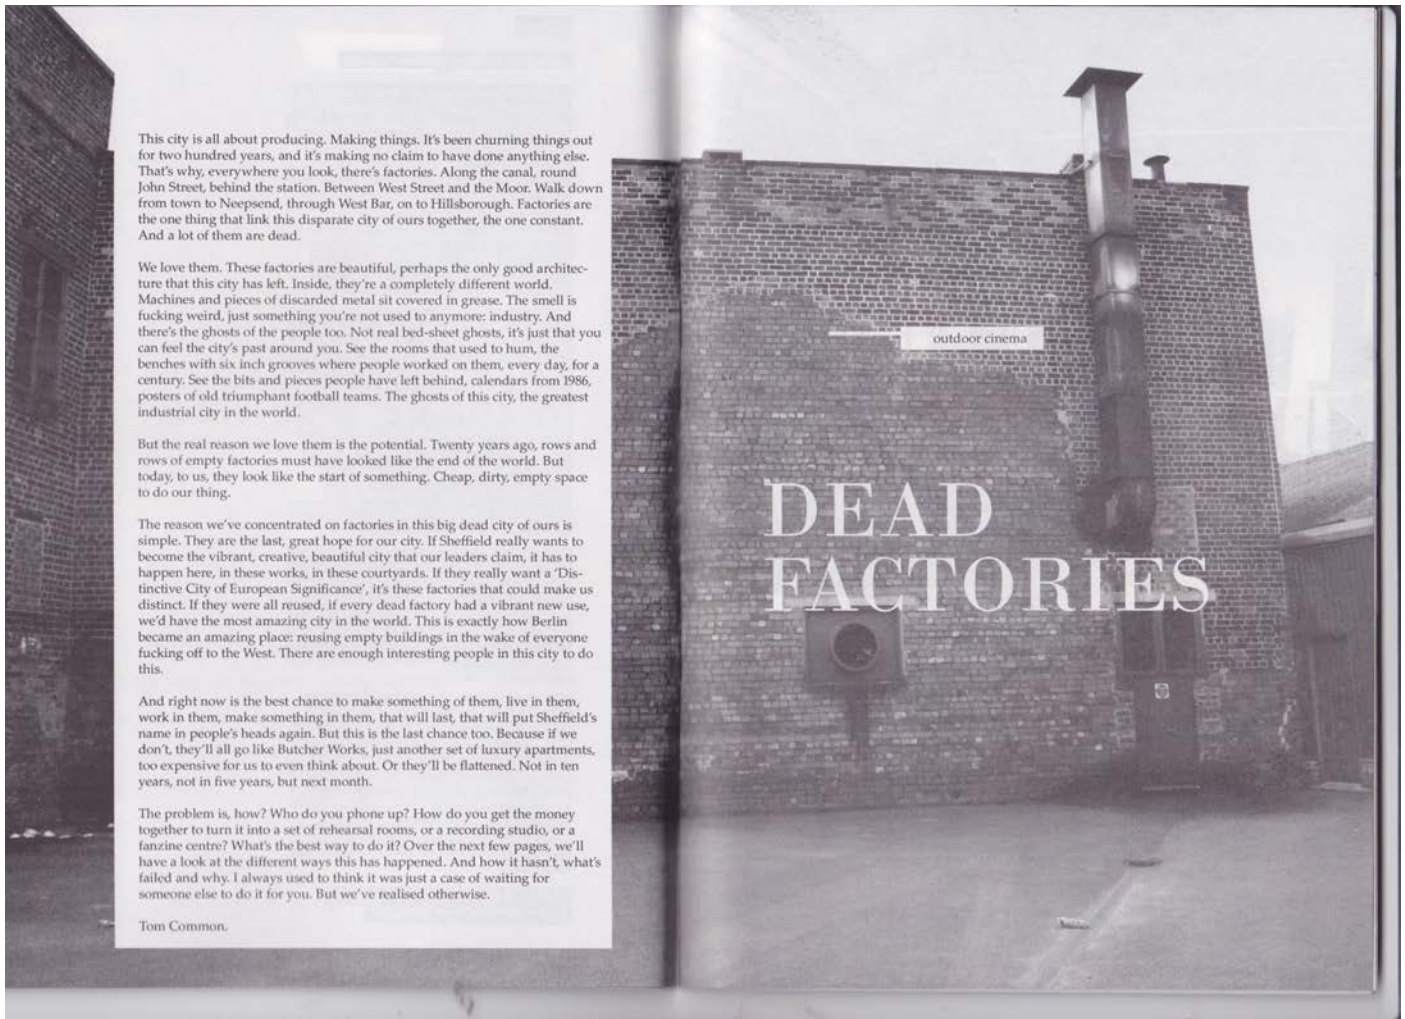 This city is all about producing. Making things. It's been churning things out
for two hundred years, and it's making no claim to have done anything else.
That's why, everywhere you look, there's factories. Along the canal, round
John Street, behind the station. Between West Street and the Moor. Walk down
from town to Neepsend, through West Bar, on to Hillsborough. Factories are
the one thing that link this disparate city of ours together, the one constant.
And a lot of them are dead.
We love them. These factories are beautiful, perhaps the only good architec-
ture that this city has left. Inside, they're a completely different world.
Machines and pieces of discarded metal sit covered in grease. The smell is
fucking weird, just something you're not used to anymore: industry. And
there's the ghosts of the people too. Not real bed-sheet ghosts, it's just that you
can feel the city's past around you. See the rooms that used to hum, the
benches with six inch grooves where people worked on them, every day, for a
century. See the bits and pieces people have left behind, calendars from 1986,
posters of old triumphant football teams. The ghosts of this city, the greatest
industrial city in the world.
But the real reason we love them is the potential. Twenty years ago, rows and
rows of empty factories must have looked like the end of the world. But
today, to us, they look like the start of something. Cheap, dirty, empty space
to do our thing.
The reason we've concentrated on factories in this big dead city of ours is
simple. They are the last, great hope for our city. If Sheffield really wants to
become the vibrant, creative, beautiful city that our leaders claim, it has to
happen here, in these works, in these courtyards. If they really want a 'Dis-
tinctive City of European Significance', it's these factories that could make us
distinct. If they were all reused, if every dead factory had a vibrant new use,
we'd have the most amazing city in the world. This is exactly how Berlin
became an amazing place: reusing empty buildings in the wake of everyone
fucking off to the West. There are enough interesting people in this city to do
this.
And right now is the best chance to make something of them, live in them,
work in them, make something in them, that will last, that will put Sheffield's
name in people's heads again. But this is the last chance too. Because if we
don't, they'll all go like Butcher Works, just another set of luxury apartments,
too expensive for us to even think about. Or they'll be flattened. Not in ten
years, not in five years, but next month.
The problem is, how? Who do you phone up? How do you get the money
together to turn it into a set of rehearsal rooms, or a recording studio, or a
fanzine centre? What's the best way to do it? Over the next few pages, we'll
have a look at the different ways this has happened. And how it hasn't, what's
failed and why. I always used to think it was just a case of waiting for
someone else to do it for you. But we've realised otherwise.
Tom Common.
outdoor cinema
DEAD
FACTORIES